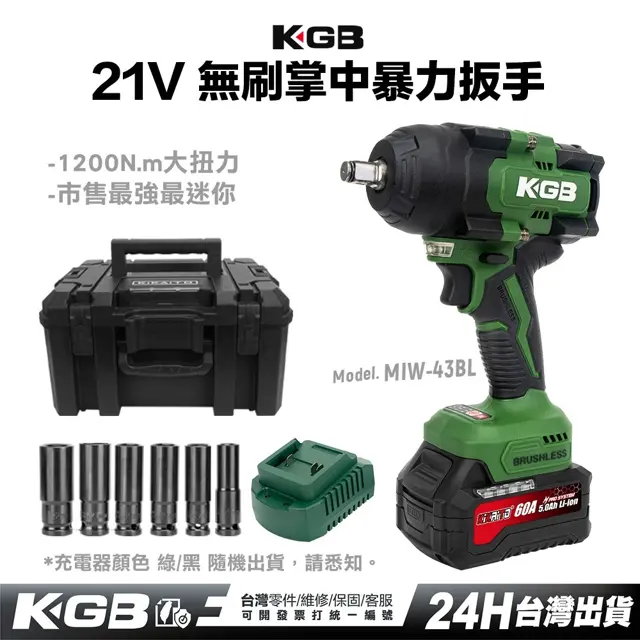 KGB
21V 無刷掌中暴力扳手
-1200N.m大扭力
-市售最強最迷你
KGB
KIKAITO
BRUSHLESS
Model. MIW-43BL
BRUSHLESS
60A
5.0Ah Li-Ion
*充電器顏色 綠/黑 隨機出貨，請悉知。
KGB
台灣零件/維修/保固/客服
可開發票打統一編號
24H台灣出貨